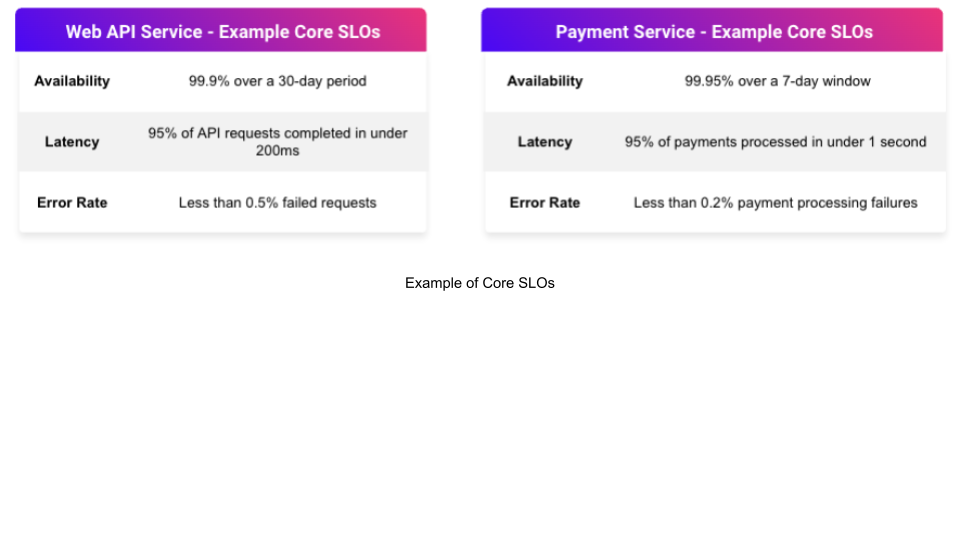 Web API Service - Example Core SLOs
Availability 99.9% over a 30-day period
Latency 95% of API requests completed in under
200ms
Error Rate Less than 0.5% failed requests
Payment Service - Example Core SLOs
Availability 99.95% over a 7-day window
Latency 95% of payments processed in under 1 second
Error Rate Less than 0.2% payment processing failures
Example of Core SLOs